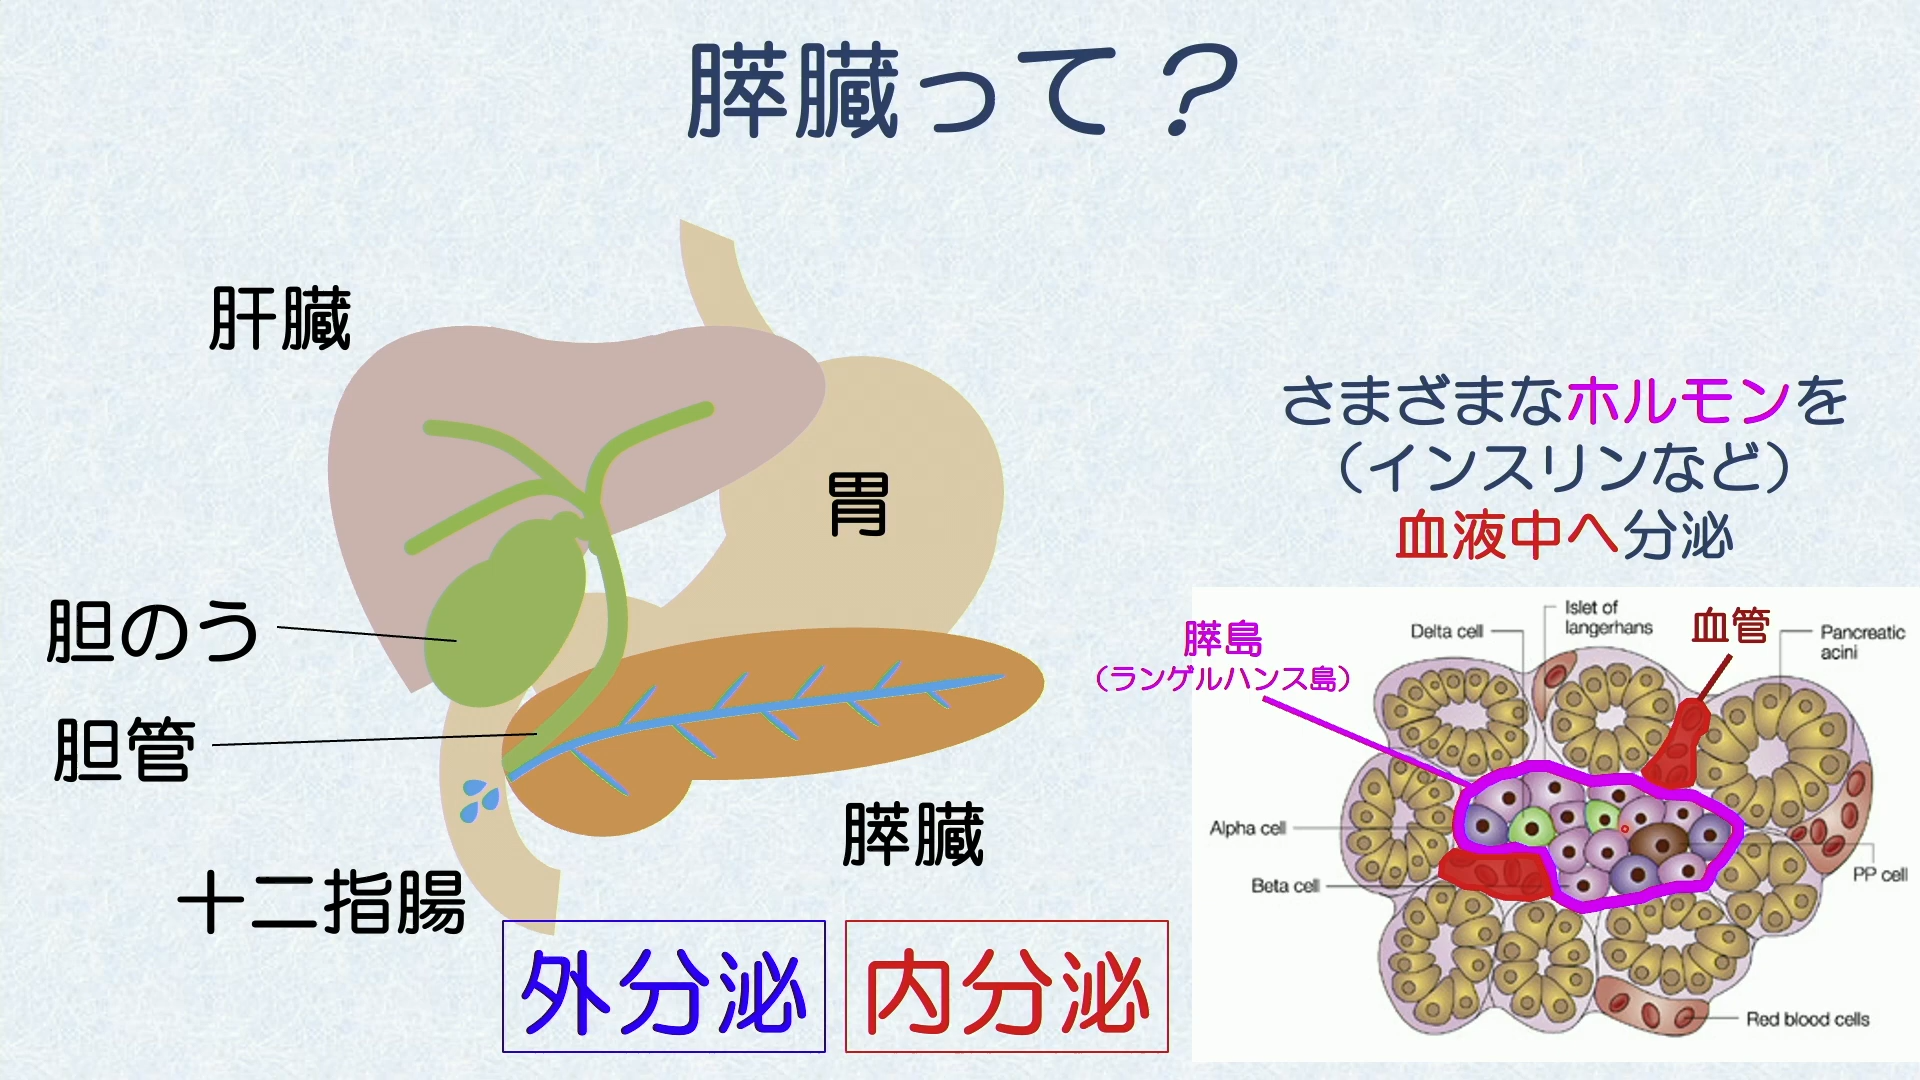 膵臓って？
肝臓
胃
胆のう
胆管
膵臓
十二指腸
外分泌
内分泌
さまざまなホルモンを
（インスリンなど）
血液中へ分泌
膵島
（ランゲルハンス島）
血管
Delta cell
Islet of
langerhans
Pancreatic
acini
Alpha cell
Beta cell
PP cell
Red blood cells